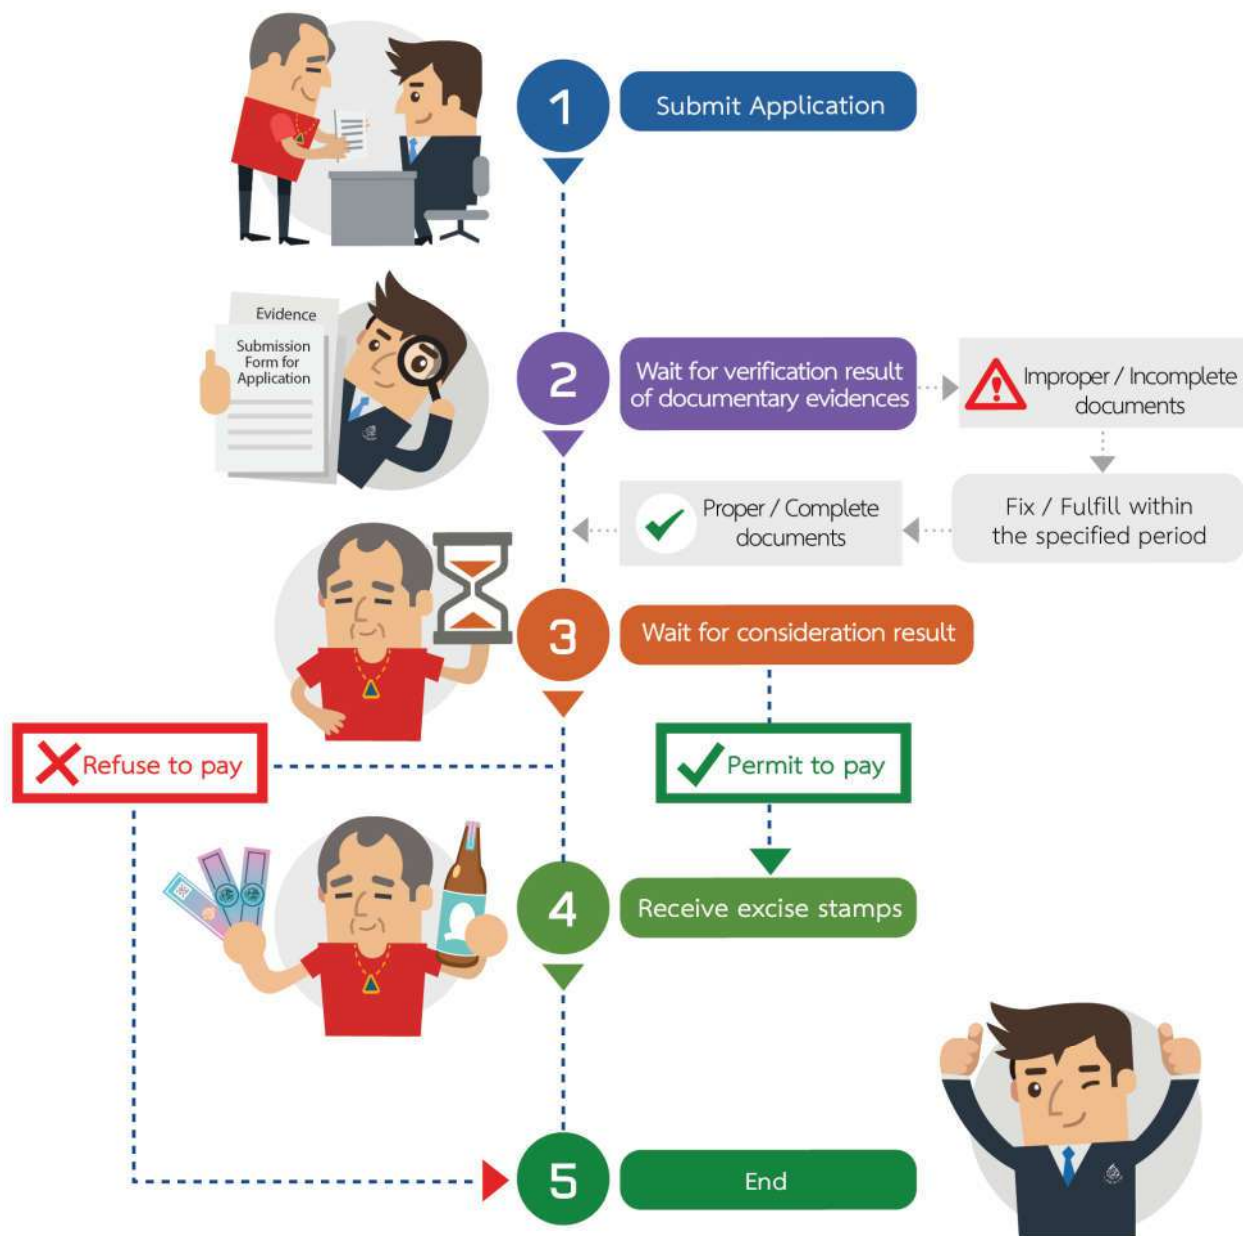 1
Submit Application
Evidence
Submission
Form for
Application
2
Wait for verification result
of documentary evidences
Improper / Incomplete
documents
Fix / Fulfill within
the specified period
Proper / Complete
documents
3
Wait for consideration result
Refuse to pay
Permit to pay
4
Receive excise stamps
5
End